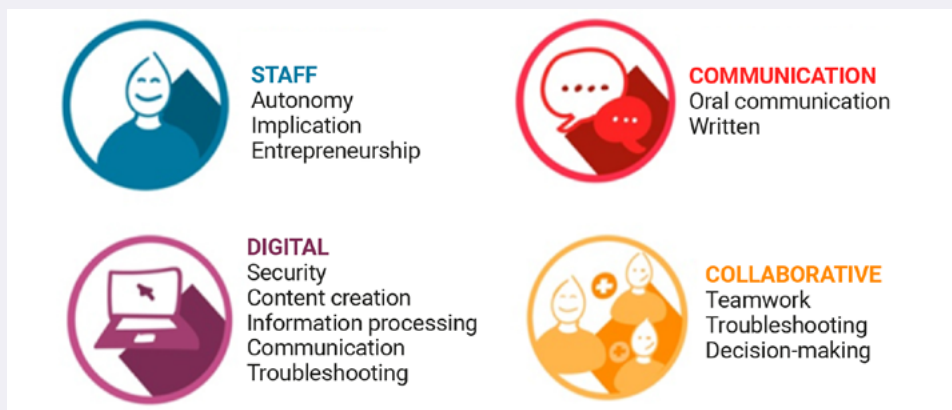 STAFF
Autonomy
Implication
Entrepreneurship
COMMUNICATION
Oral communication
Written
DIGITAL
Security
Content creation
Information processing
Communication
Troubleshooting
COLLABORATIVE
Teamwork
Troubleshooting
Decision-making